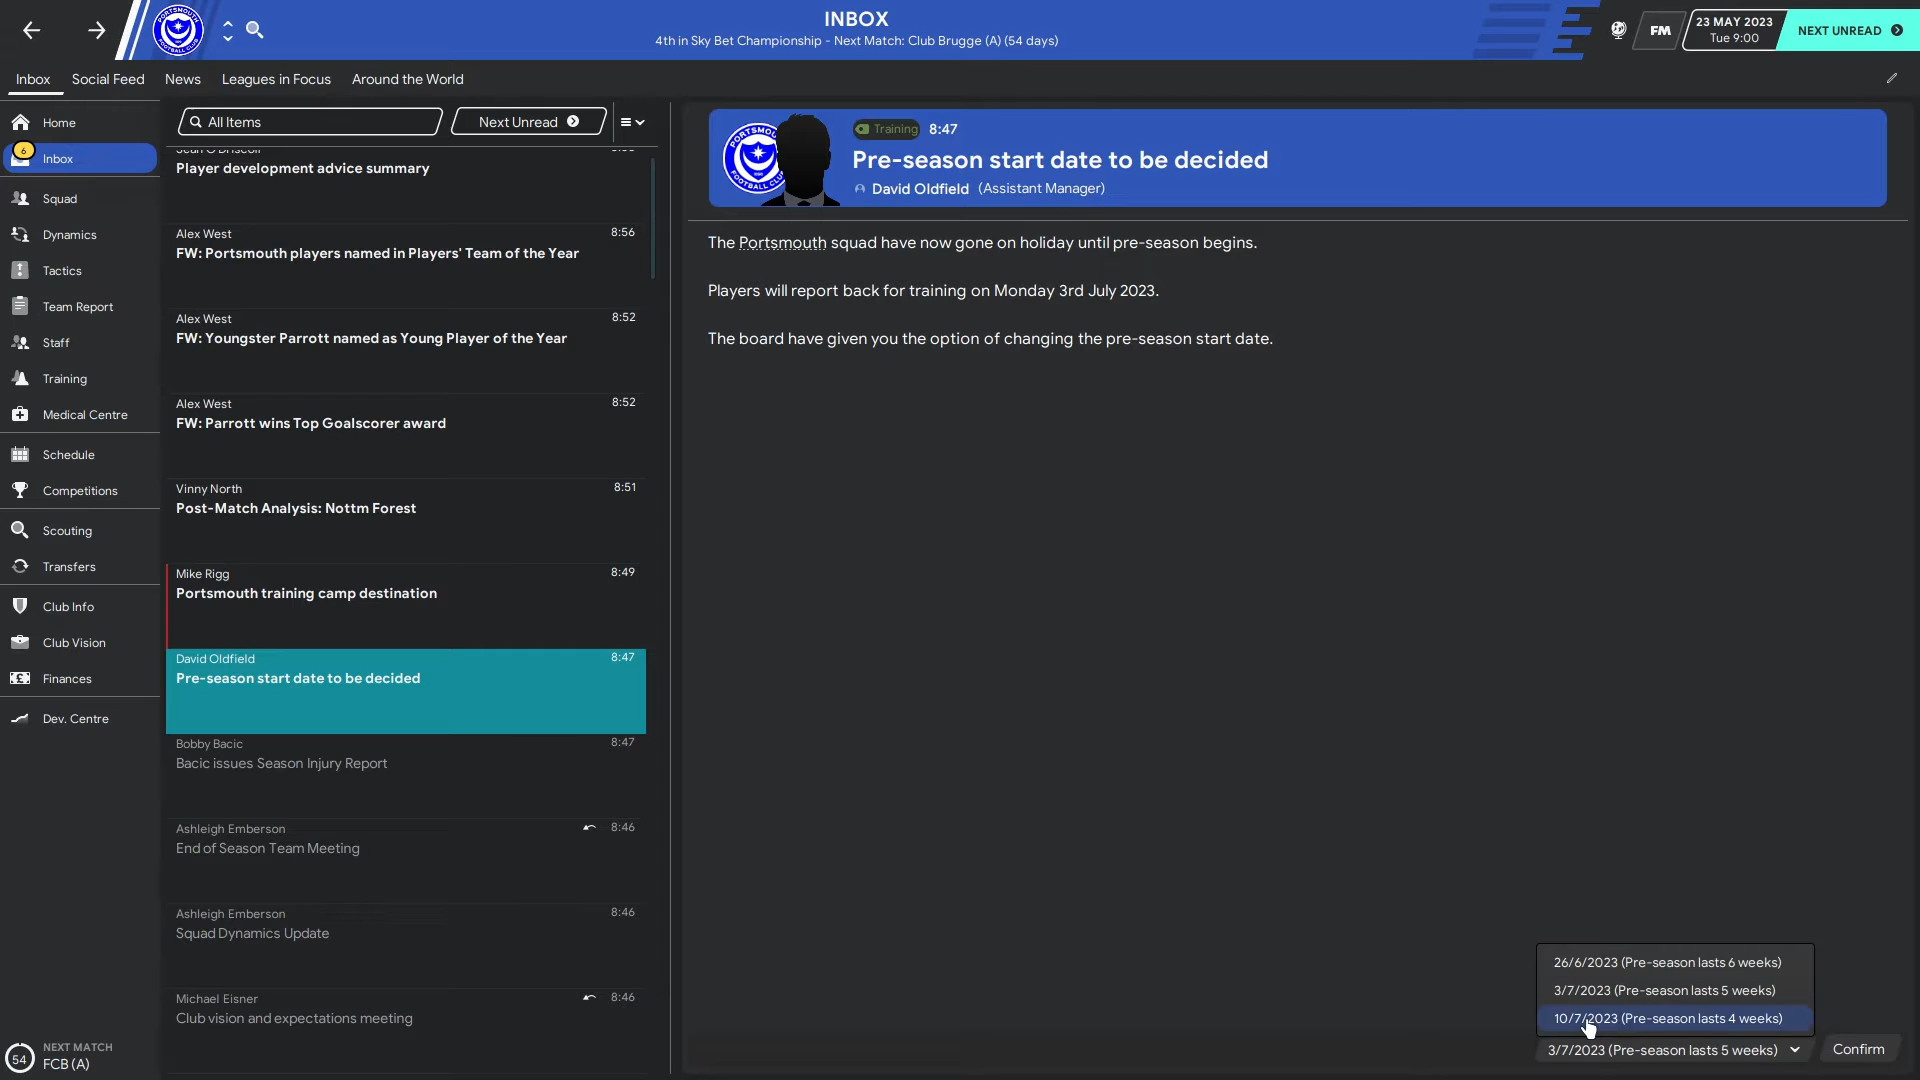 INBOX
4th in Sky Bet Championship - Next Match: Club Brugge (A) (54 days)
FM
23 MAY 2023
Tue 9:00
NEXT UNREAD
Inbox
Social Feed
News
Leagues in Focus
Around the World
Home
6
Inbox
Squad
Dynamics
Tactics
Team Report
Staff
Training
Medical Centre
Schedule
Competitions
Scouting
Transfers
Club Info
Club Vision
Finances
Dev. Centre
54
NEXT MATCH
FCB (A)
All Items
Next Unread
Player development advice summary
Alex West
8:56
FW: Portsmouth players named in Players' Team of the Year
Alex West
8:52
FW: Youngster Parrott named as Young Player of the Year
Alex West
8:52
FW: Parrott wins Top Goalscorer award
Vinny North
8:51
Post-Match Analysis: Nottm Forest
Mike Rigg
8:49
Portsmouth training camp destination
David Oldfield
8:47
Pre-season start date to be decided
Bobby Bacic
8:47
Bacic issues Season Injury Report
Ashleigh Emberson
8:46
End of Season Team Meeting
Ashleigh Emberson
8:46
Squad Dynamics Update
Michael Eisner
8:46
Club vision and expectations meeting
Training
8:47
Pre-season start date to be decided
David Oldfield (Assistant Manager)
The Portsmouth squad have now gone on holiday until pre-season begins.
Players will report back for training on Monday 3rd July 2023.
The board have given you the option of changing the pre-season start date.
26/6/2023 (Pre-season lasts 6 weeks)
3/7/2023 (Pre-season lasts 5 weeks)
10/7/2023 (Pre-season lasts 4 weeks)
3/7/2023 (Pre-season lasts 5 weeks)
Confirm